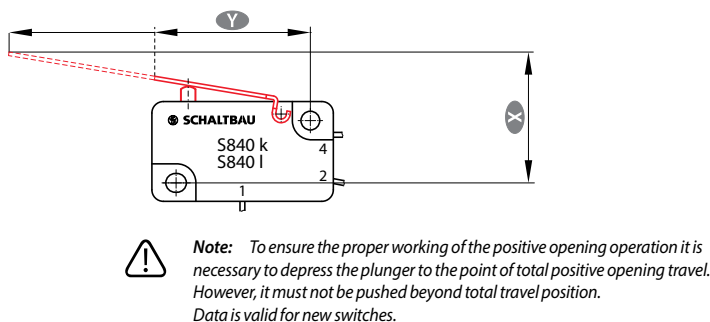 Y
X
SCHALTBAU
S840 k
S840 l
4
2
1
Note: To ensure the proper working of the positive opening operation it is
necessary to depress the plunger to the point of total positive opening travel.
However, it must not be pushed beyond total travel position.
Data is valid for new switches.